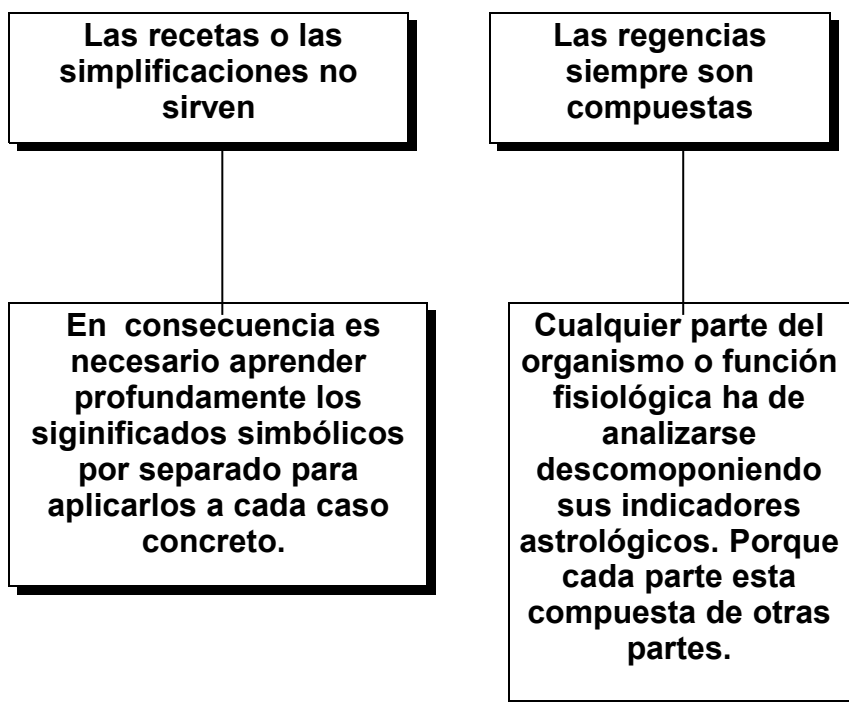 Las recetas o las
simplificaciones no
sirven
Las regencias
siempre son
compuestas
En consecuencia es
necesario aprender
profundamente los
siginificados simbólicos
por separado para
aplicarlos a cada caso
concreto.
Cualquier parte del
organismo o función
fisiológica ha de
analizarse
descomoponiendo
sus indicadores
astrológicos. Porque
cada parte esta
compuesta de otras
partes.